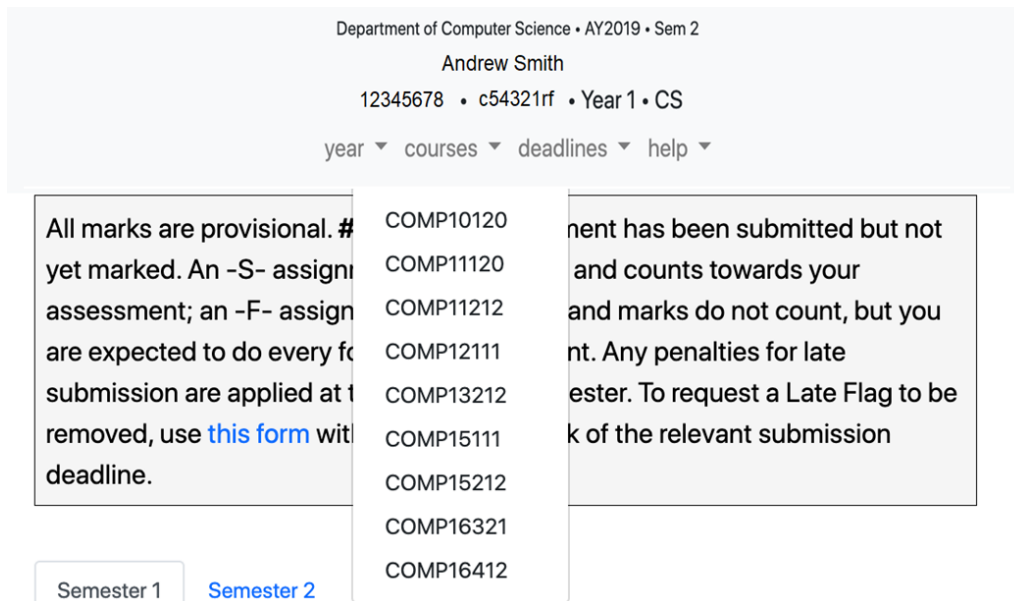 Department of Computer Science • AY2019 • Sem 2
Andrew Smith
12345678 • c54321rf • Year 1 • CS
year courses deadlines help
All marks are provisional. # ment has been submitted but not
yet marked. An -S- assignm and counts towards your
assessment; an -F- assign and marks do not count, but you
are expected to do every fo nt. Any penalties for late
submission are applied at t ester. To request a Late Flag to be
removed, use this form with k of the relevant submission
deadline.
COMP10120
COMP11120
COMP11212
COMP12111
COMP13212
COMP15111
COMP15212
COMP16321
COMP16412
Semester 1 Semester 2